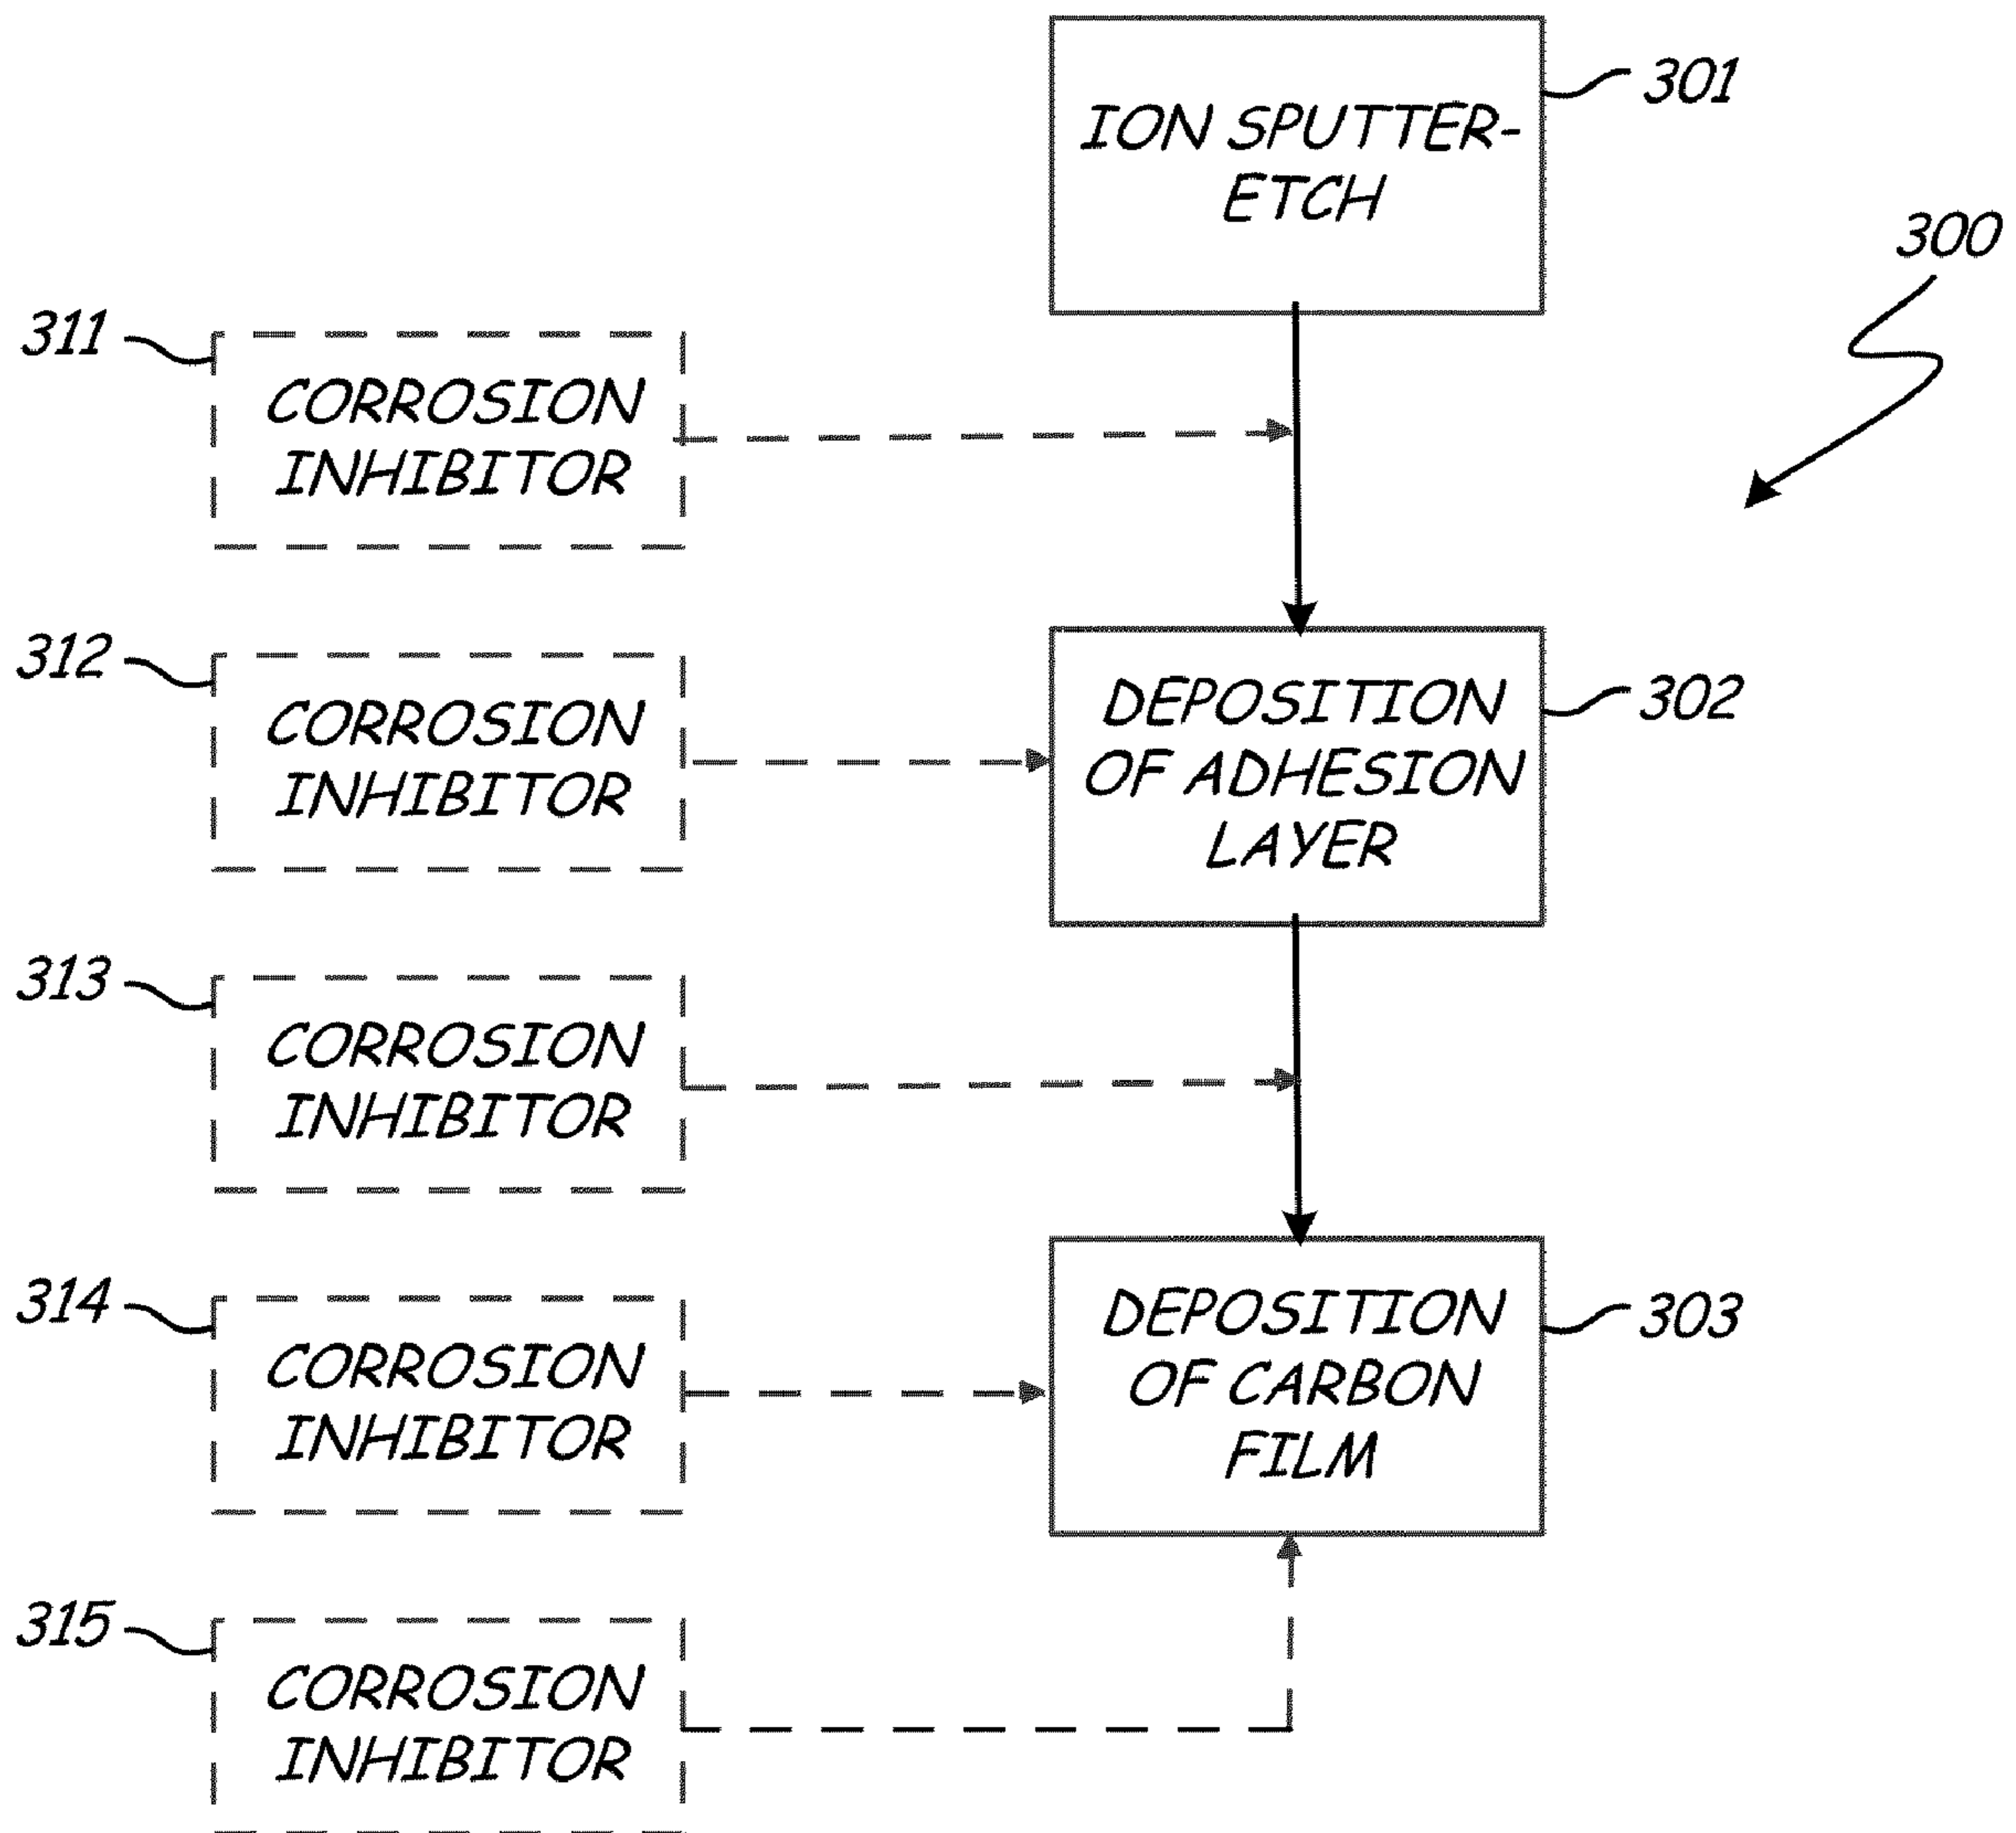 301
ION SPUTTER-
ETCH
300
311
CORROSION
INHIBITOR
312
CORROSION
INHIBITOR
DEPOSITION
OF ADHESION
LAYER
302
313
CORROSION
INHIBITOR
314
CORROSION
INHIBITOR
DEPOSITION
OF CARBON
FILM
303
315
CORROSION
INHIBITOR